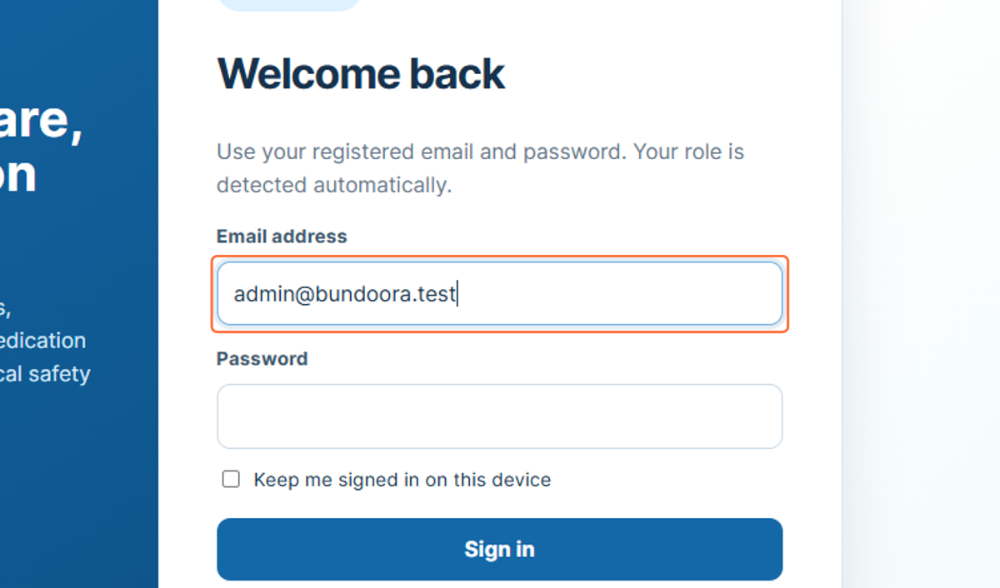 Welcome back
are,
on
Use your registered email and password. Your role is
detected automatically.
Email address
admin@bundoora.test
s,
edication
cal safety
Password
Keep me signed in on this device
Sign in